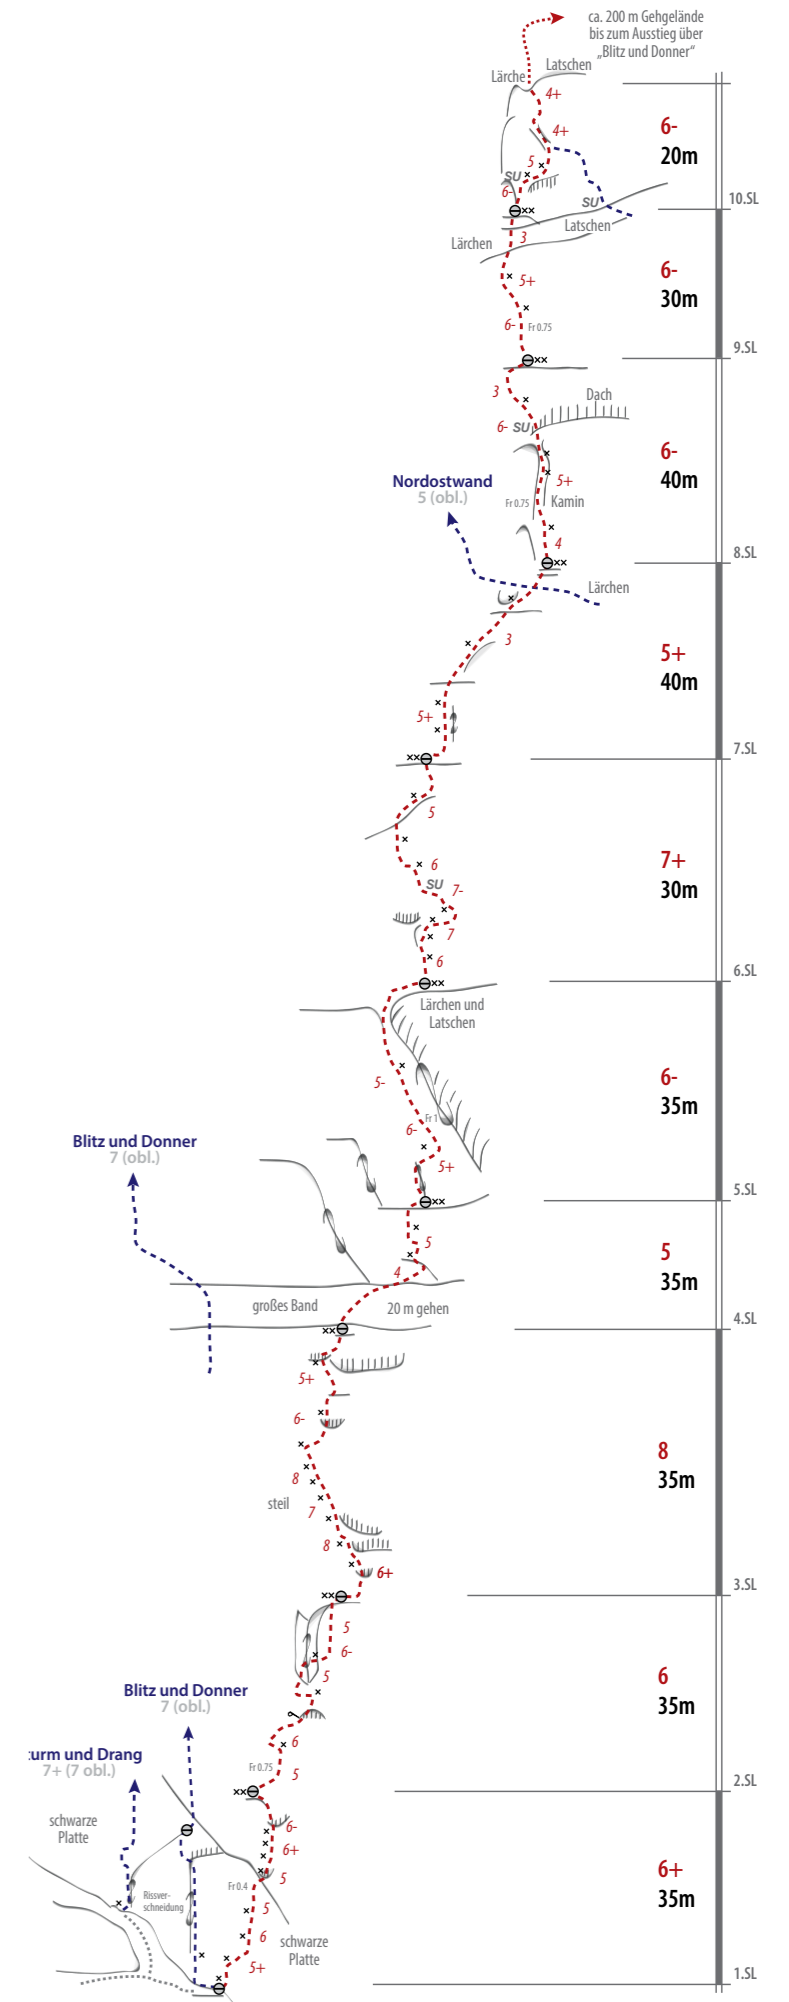 ca. 200 m Gehgelände
bis zum Ausstieg über
„Blitz und Donner“
Latschen
Lärche
4+
6-
20m
4+
5
SU
6-
SU
10.SL
Latschen
3
Lärchen
6-
30m
5+
6-
Fr 0.75
9.SL
3
Dach
6-
SU
6-
40m
Nordostwand
5 (obl.)
5+
Fr 0.75
Kamin
4
8.SL
Lärchen
3
5+
40m
5+
7.SL
5
7+
30m
6
SU
7-
7
6
6.SL
Lärchen und
Latschen
5-
6-
35m
Fr 1
6-
Blitz und Donner
7 (obl.)
5+
5.SL
5
5
35m
4
großes Band
20 m gehen
4.SL
5+
6-
8
35m
8
steil
7
8
6+
3.SL
5
6-
5
6
35m
Blitz und Donner
7 (obl.)
6
turm und Drang
7+ (7 obl.)
Fr 0.75
5
2.SL
schwarze
Platte
6-
6+
6+
35m
5
Fr 0.4
Rissver-
schneidung
5
6
schwarze
Platte
5+
1.SL